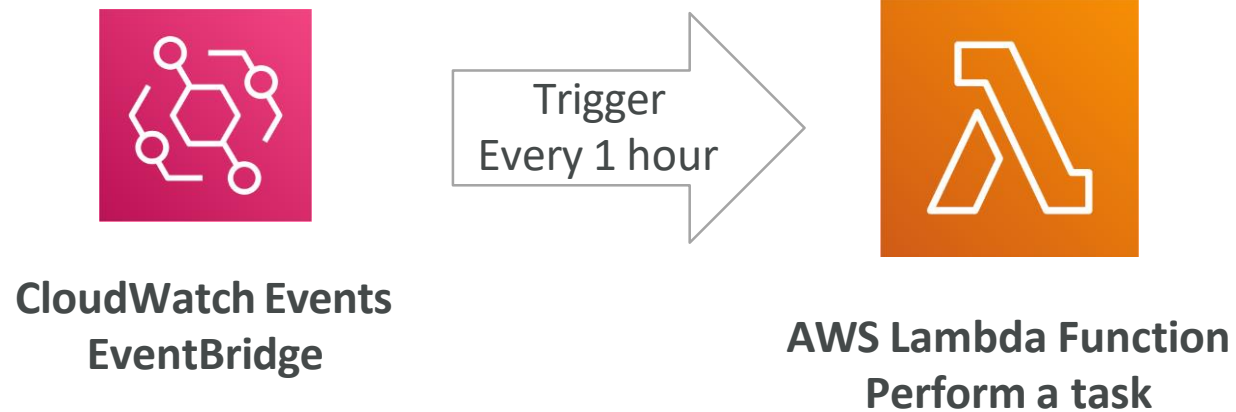 Trigger
Every 1 hour
CloudWatch Events
EventBridge
AWS Lambda Function
Perform a task